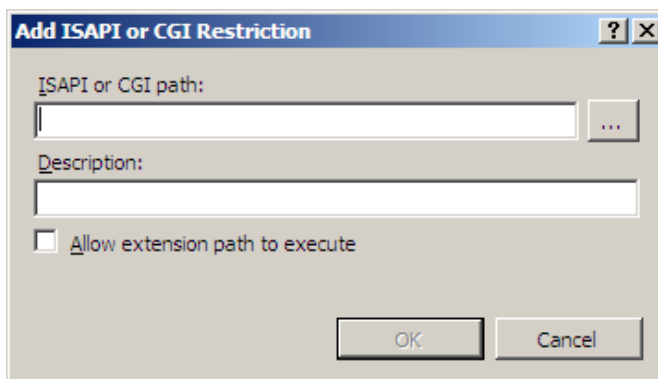 Add ISAPI or CGI Restriction
ISAPI or CGI path:
...
Description:
Allow extension path to execute
OK
Cancel